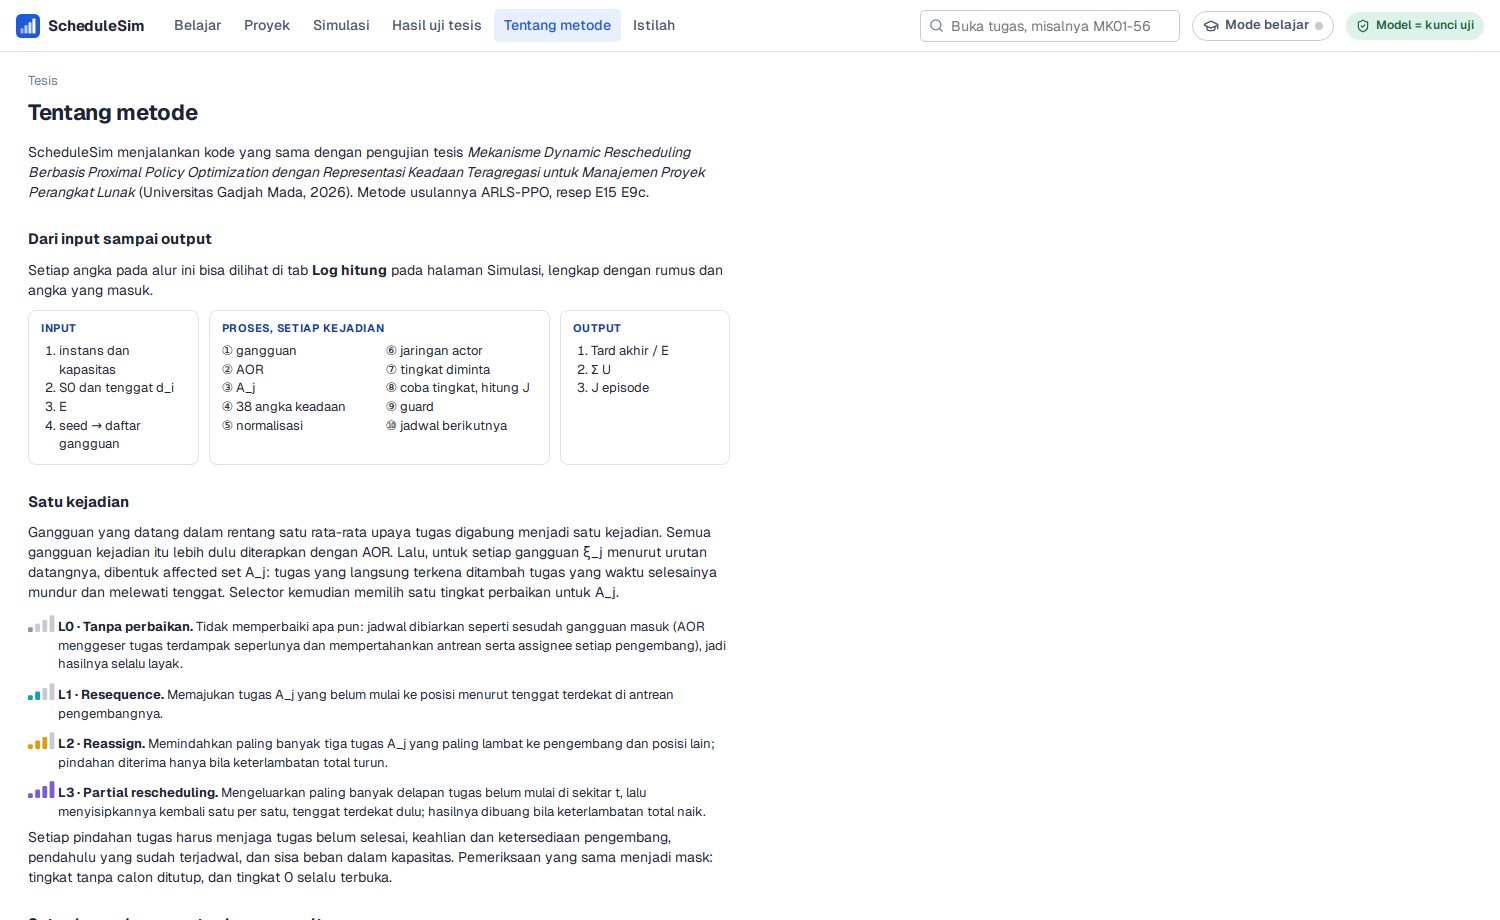 ScheduleSim
Belajar
Proyek
Simulasi
Hasil uji tesis
Tentang metode
Istilah
Buka tugas, misalnya MK01-56
Mode belajar
Model = kunci uji
Tesis
Tentang metode
ScheduleSim menjalankan kode yang sama dengan pengujian tesis Mekanisme Dynamic Rescheduling
Berbasis Proximal Policy Optimization dengan Representasi Keadaan Teragregasi untuk Manajemen Proyek
Perangkat Lunak (Universitas Gadjah Mada, 2026). Metode usulannya ARLS-PPO, resep E15 E9c.
Dari input sampai output
Setiap angka pada alur ini bisa dilihat di tab Log hitung pada halaman Simulasi, lengkap dengan rumus dan
angka yang masuk.
INPUT
1. instans dan
kapasitas
2. S0 dan tenggat d_i
3. E
4. seed → daftar
gangguan
PROSES, SETIAP KEJADIAN
① gangguan
② AOR
③ A_j
④ 38 angka keadaan
⑤ normalisasi
⑥ jaringan actor
⑦ tingkat diminta
⑧ coba tingkat, hitung J
⑨ guard
⑩ jadwal berikutnya
OUTPUT
1. Tard akhir / E
2. Σ U
3. J episode
Satu kejadian
Gangguan yang datang dalam rentang satu rata-rata upaya tugas digabung menjadi satu kejadian. Semua
gangguan kejadian itu lebih dulu diterapkan dengan AOR. Lalu, untuk setiap gangguan ξ_j menurut urutan
datangnya, dibentuk affected set A_j: tugas yang langsung terkena ditambah tugas yang waktu selesainya
mundur dan melewati tenggat. Selector kemudian memilih satu tingkat perbaikan untuk A_j.
L0 · Tanpa perbaikan. Tidak memperbaiki apa pun: jadwal dibiarkan seperti sesudah gangguan masuk (AOR
menggeser tugas terdampak seperlunya dan mempertahankan antrean serta assignee setiap pengembang), jadi
hasilnya selalu layak.
L1 · Resequence. Memajukan tugas A_j yang belum mulai ke posisi menurut tenggat terdekat di antrean
pengembangnya.
L2 · Reassign. Memindahkan paling banyak tiga tugas A_j yang paling lambat ke pengembang dan posisi lain;
pindahan diterima hanya bila keterlambatan total turun.
L3 · Partial rescheduling. Mengeluarkan paling banyak delapan tugas belum mulai di sekitar t, lalu
menyisipkannya kembali satu per satu, tenggat terdekat dulu; hasilnya dibuang bila keterlambatan total naik.
Setiap pindahan tugas harus menjaga tugas belum selesai, keahlian dan ketersediaan pengembang,
pendahulu yang sudah terjadwal, dan sisa beban dalam kapasitas. Pemeriksaan yang sama menjadi mask:
tingkat tanpa calon ditutup, dan tingkat 0 selalu terbuka.